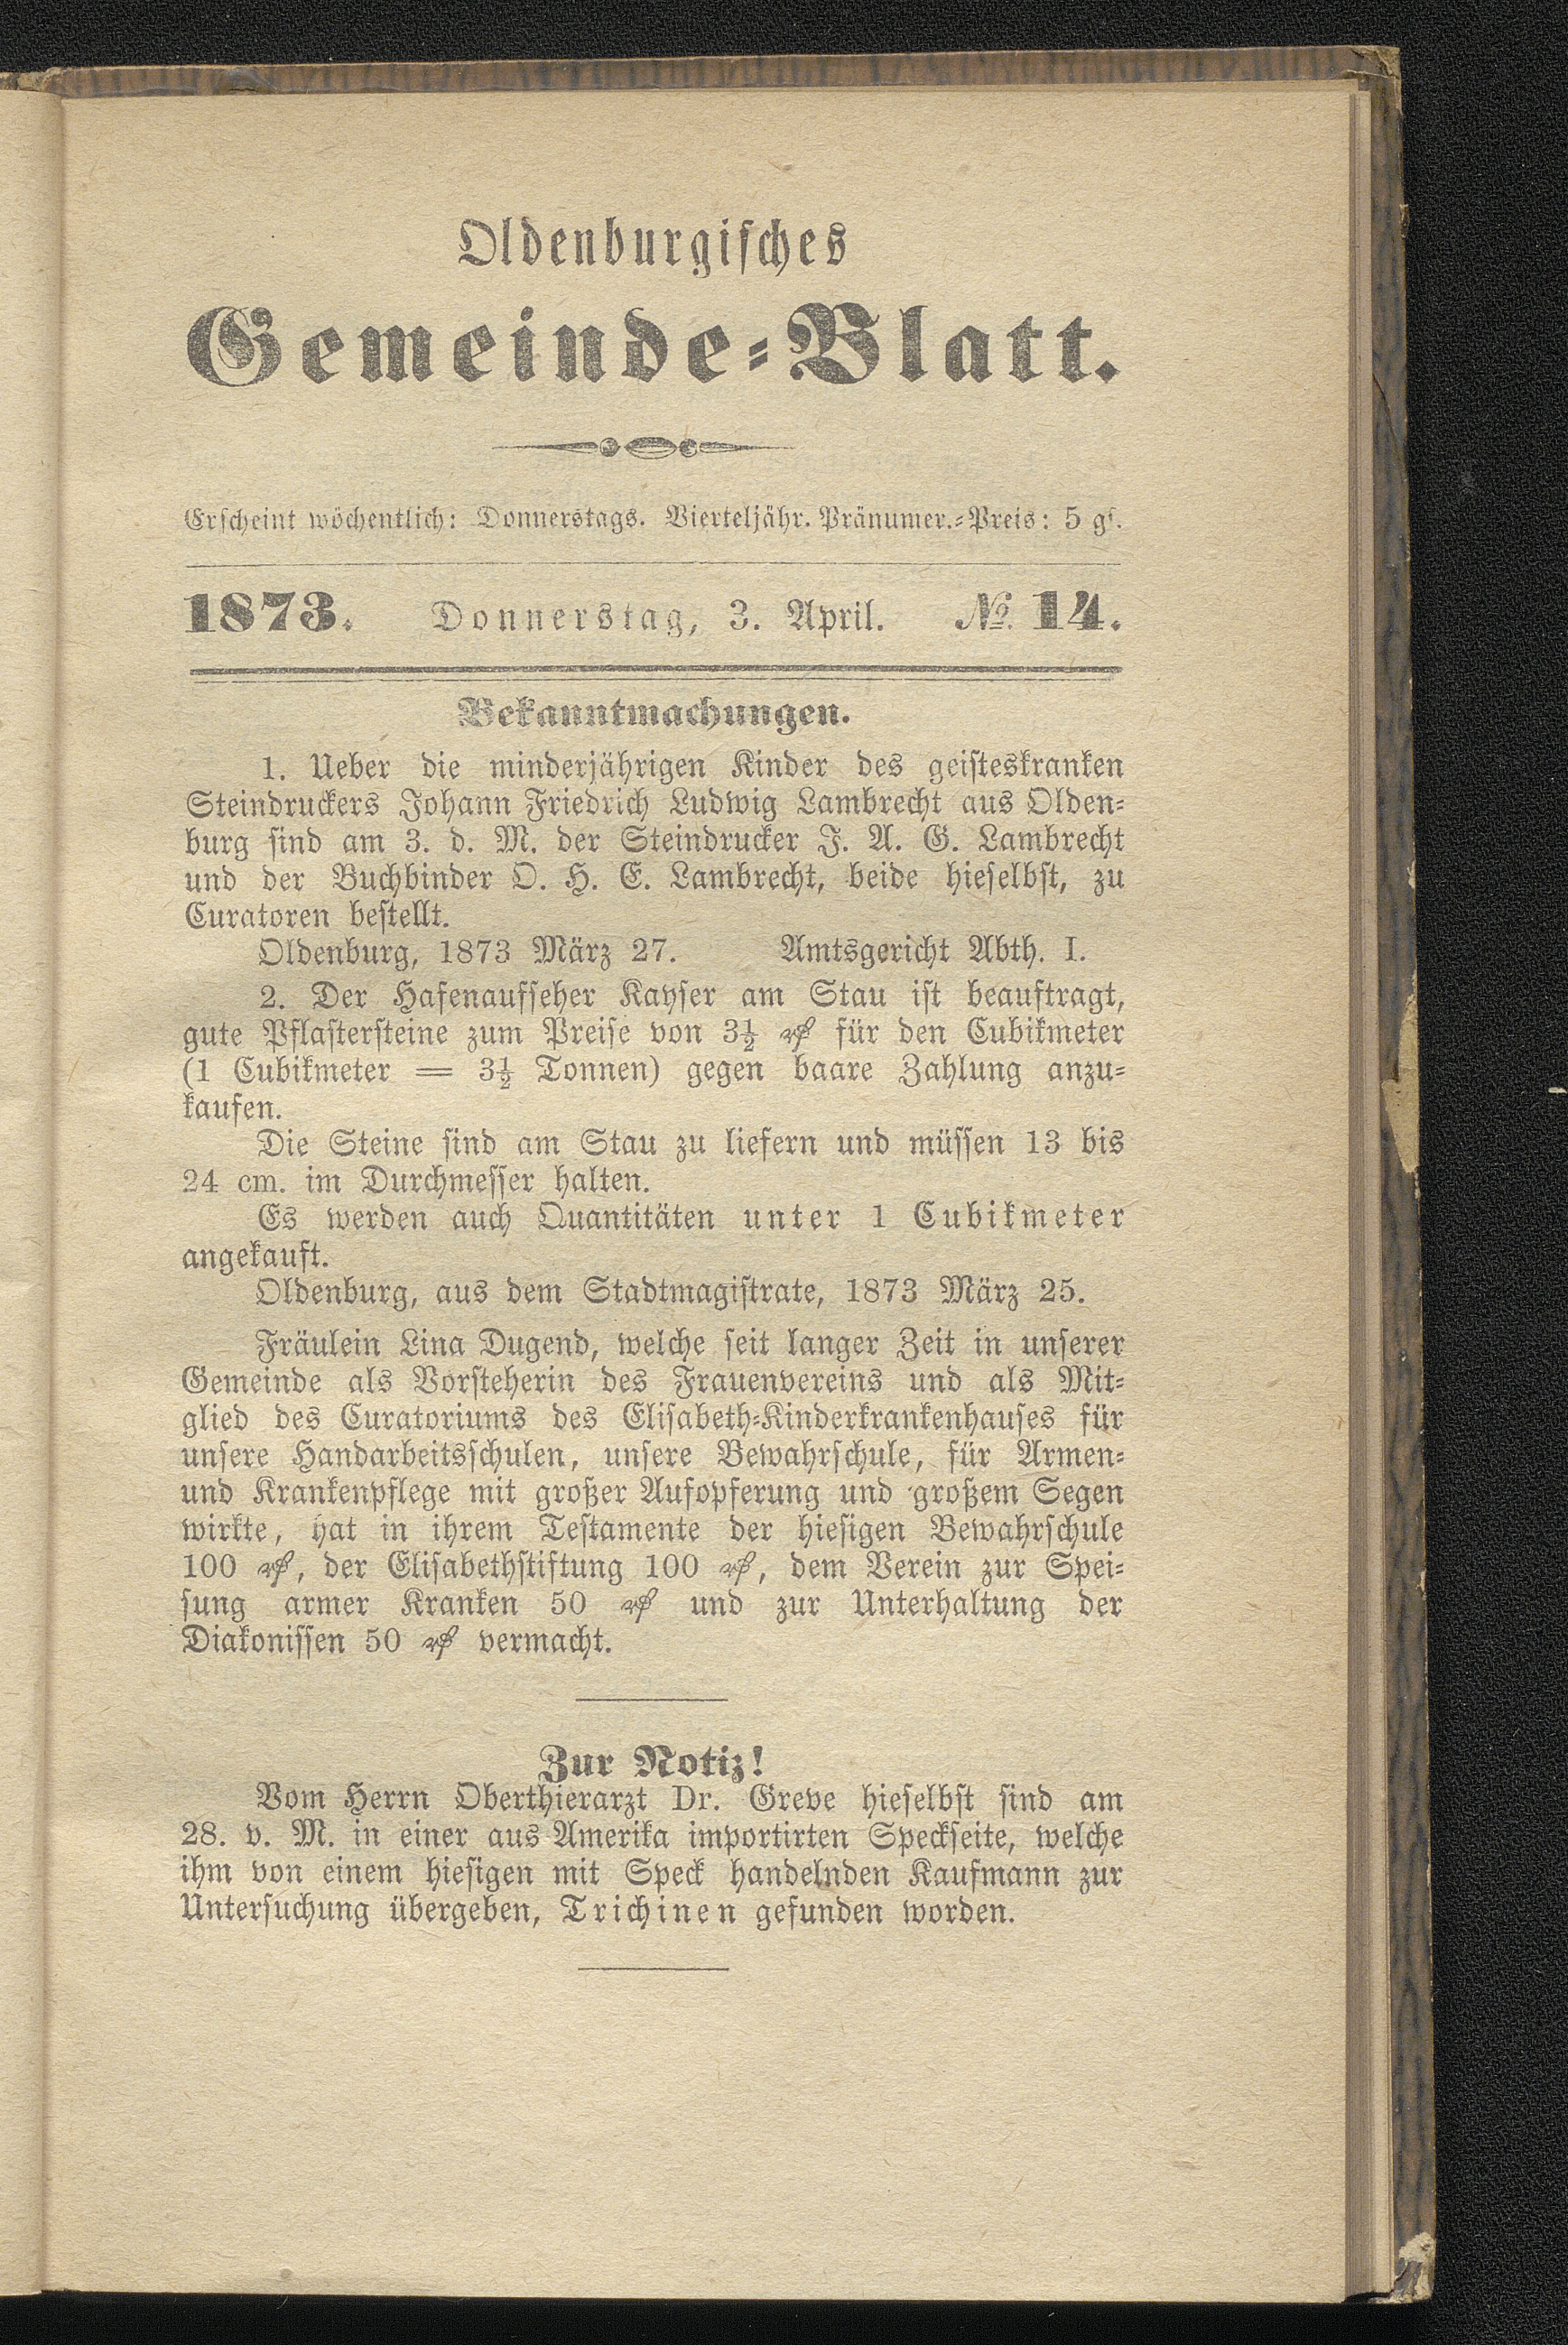 Oldenburgisches
Gemeinde-Blatt.
Erscheint wöchentlich: Donnerstags. Vierteljähr. Pränumer.-Preis: 5 gs.
1873. Donnerstag, 3. April. № 14.
Bekanntmachungen.
1. Ueber die minderjährigen Kinder des geisteskranken
Steindruckers Johann Friedrich Ludwig Lambrecht aus Olden-
burg sind am 3. d. M. der Steindrucker J. A. G. Lambrecht
und der Buchbinder O. H. E. Lambrecht, beide hieselbst, zu
Curatoren bestellt.
Oldenburg, 1873 März 27. Amtsgericht Abth. I.
2. Der Hafenaufseher Kayser am Stau ist beauftragt,
gute Pflastersteine zum Preise von 3½ ₰ für den Cubikmeter
(1 Cubikmeter = 3½ Tonnen) gegen baare Zahlung anzu-
kaufen.
Die Steine sind am Stau zu liefern und müssen 13 bis
24 cm. im Durchmesser halten.
Es werden auch Quantitäten unter 1 Cubikmeter
angekauft.
Oldenburg, aus dem Stadtmagistrate, 1873 März 25.
Fräulein Lina Dugend, welche seit langer Zeit in unserer
Gemeinde als Vorsteherin des Frauenvereins und als Mit-
glied des Curatoriums des Elisabeth-Kinderkrankenhauses für
unsere Handarbeitsschulen, unsere Bewahrschule, für Armen-
und Krankenpflege mit großer Aufopferung und großem Segen
wirkte, hat in ihrem Testamente der hiesigen Bewahrschule
100 ₰, der Elisabethstiftung 100 ₰, dem Verein zur Spei-
sung armer Kranken 50 ₰ und zur Unterhaltung der
Diakonissen 50 ₰ vermacht.
Zur Notiz!
Vom Herrn Oberthierarzt Dr. Greve hieselbst sind am
28. v. M. in einer aus Amerika importirten Speckseite, welche
ihm von einem hiesigen mit Speck handelnden Kaufmann zur
Untersuchung übergeben, Trichinen gefunden worden.